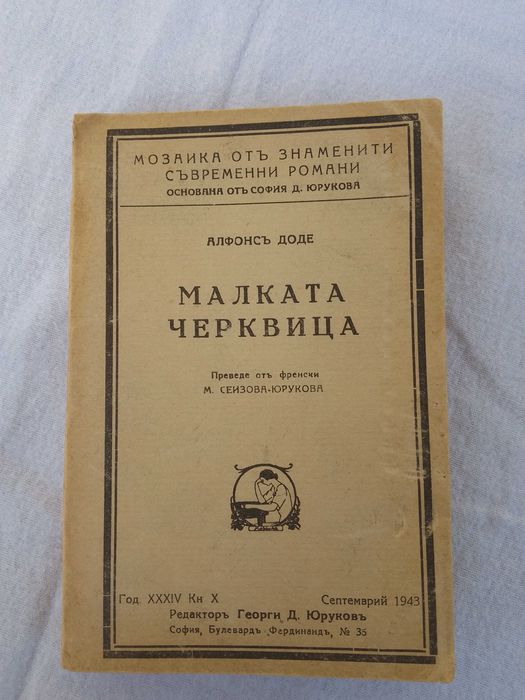 МОЗАИКА ОТЪ ЗНАМЕНИТИ
СЪВРЕМЕННИ РОМАНИ
ОСНОВАНА ОТЪ СОФИЯ Д. ЮРУКОВА
АЛФОНСЪ ДОДЕ
МАЛКАТА
ЧЕРКВИЦА
Преведе отъ френски
М. СЕИЗОВА-ЮРУКОВА
Год. XXXIV Кн X Септемврий 1943
Редакторъ Георги Д. Юруковъ
София, Булевардъ Фердинандъ, № 35